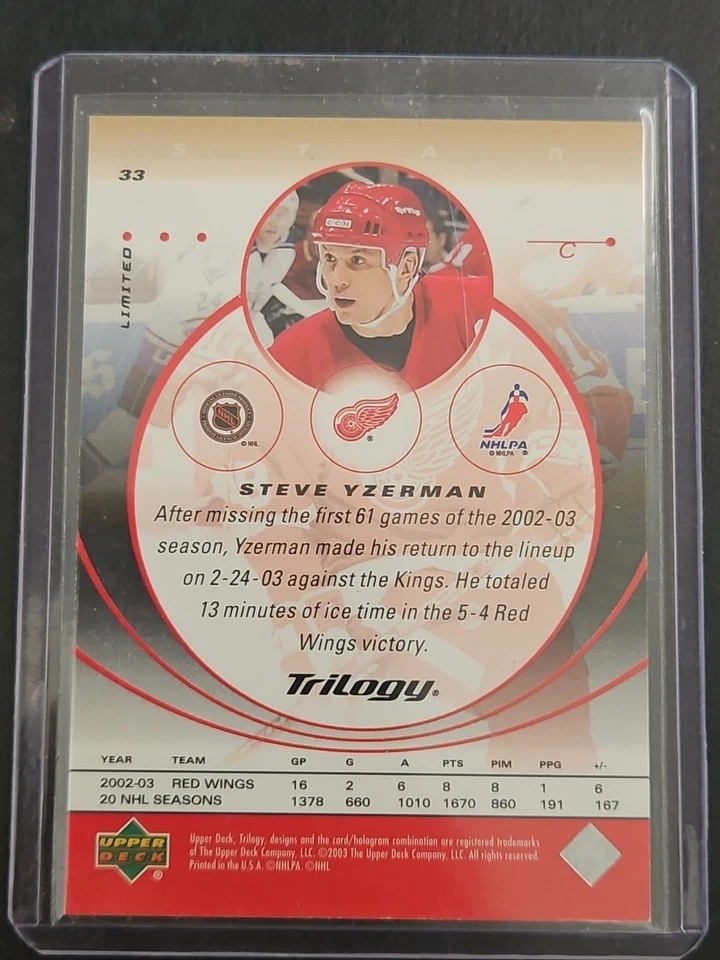 S T A R
33
LIMITED
C
CCM
© NHL
®
NHLPA
© NHLPA ®
STEVE YZERMAN
After missing the first 61 games of the 2002-03
season, Yzerman made his return to the lineup
on 2-24-03 against the Kings. He totaled
13 minutes of ice time in the 5-4 Red
Wings victory.
Trilogy®
YEAR TEAM GP G A PTS PIM PPG +/-
2002-03 RED WINGS 16 2 6 8 8 1 6
20 NHL SEASONS 1378 660 1010 1670 860 191 167
UPPER
DECK
®
Upper Deck, Trilogy, designs and the card/hologram combination are registered trademarks
of The Upper Deck Company, LLC. ©2003 The Upper Deck Company, LLC. All rights reserved.
Printed in the U.S.A. ©NHLPA. ©NHL